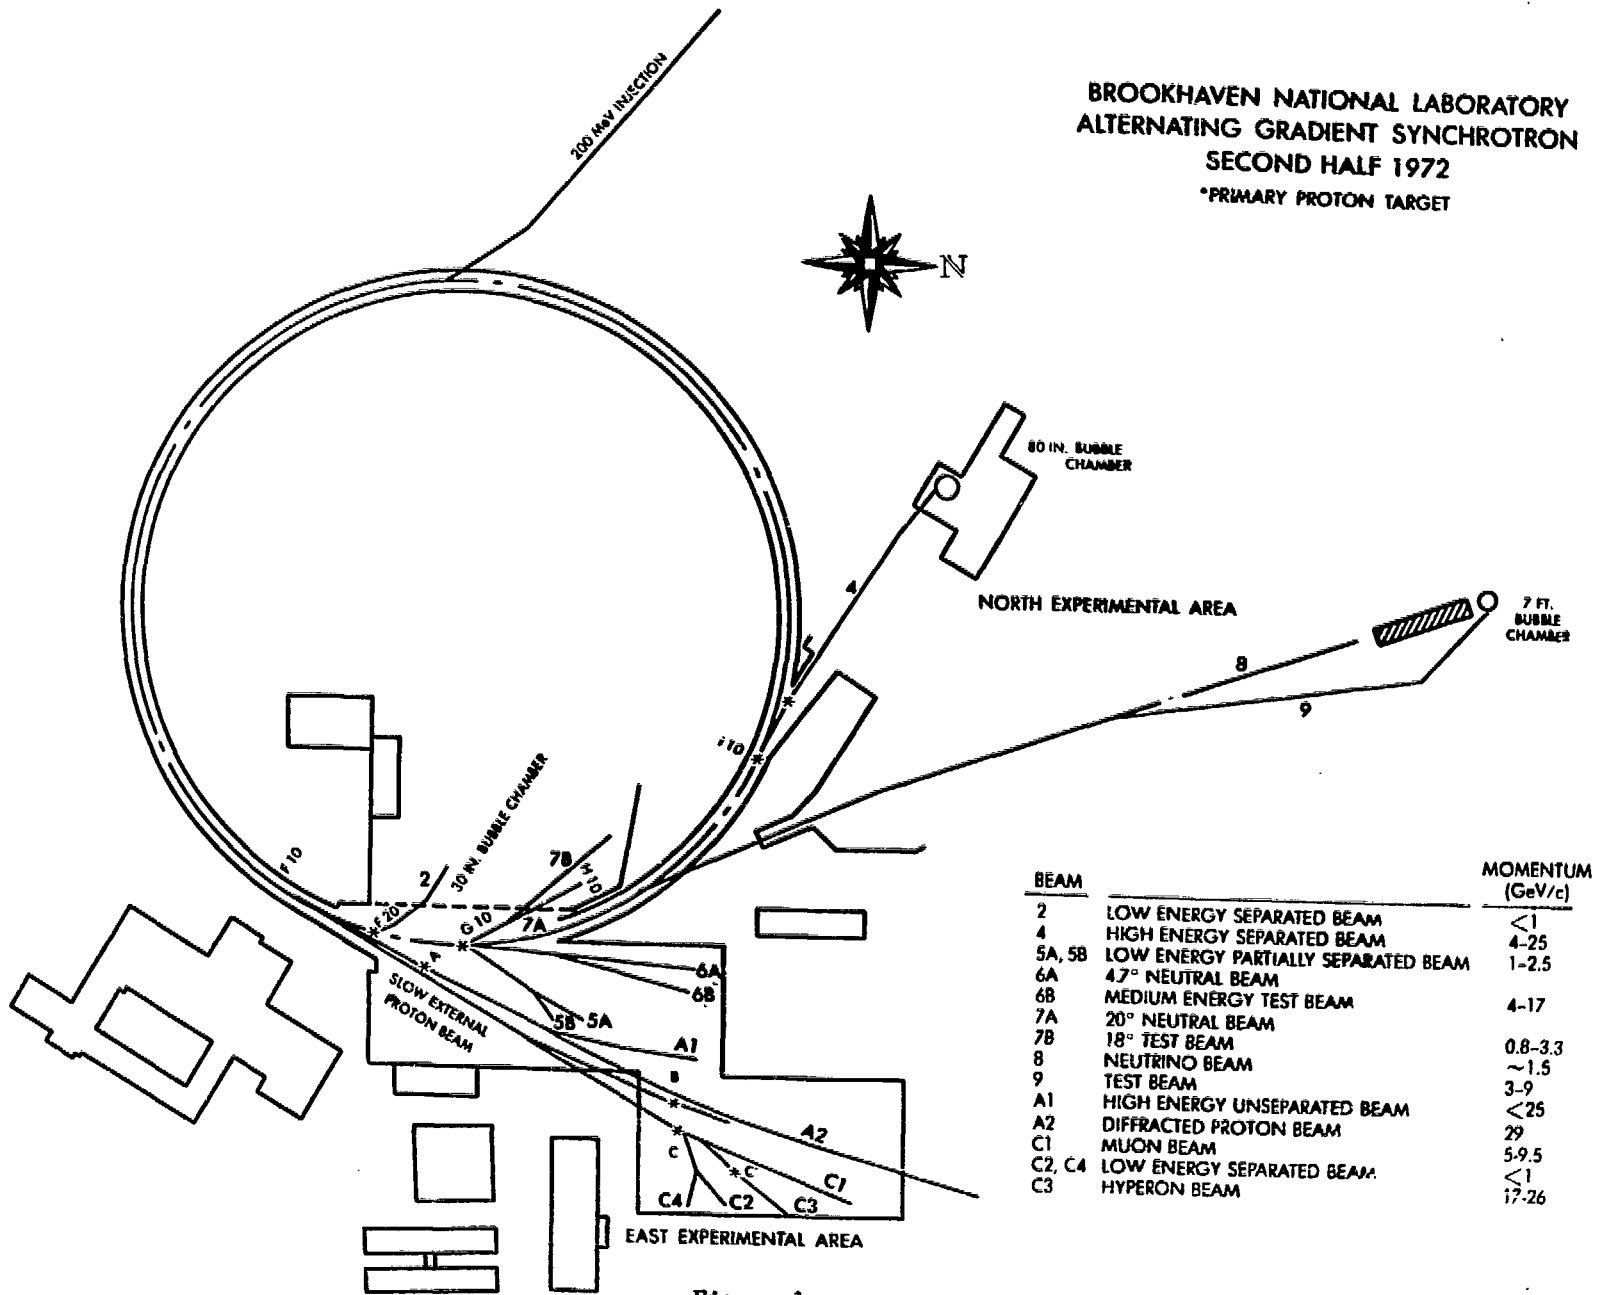 BROOKHAVEN NATIONAL LABORATORY
ALTERNATING GRADIENT SYNCHROTRON
SECOND HALF 1972
*PRIMARY PROTON TARGET
200 MeV INJECTION
N
80 IN. BUBBLE
CHAMBER
4
NORTH EXPERIMENTAL AREA
7 FT.
BUBBLE
CHAMBER
8
9
I10
30 IN. BUBBLE CHAMBER
F 10
2
7B
H 10
F 20
G 10
7A
A
6A
6B
SLOW EXTERNAL
PROTON BEAM
5B
5A
A1
B
A2
C
C'
C1
C4
C2
C3
EAST EXPERIMENTAL AREA
BEAM MOMENTUM
(GeV/c)
2 LOW ENERGY SEPARATED BEAM <1
4 HIGH ENERGY SEPARATED BEAM 4-25
5A, 5B LOW ENERGY PARTIALLY SEPARATED BEAM 1-2.5
6A 4.7° NEUTRAL BEAM
6B MEDIUM ENERGY TEST BEAM 4-17
7A 20° NEUTRAL BEAM
7B 18° TEST BEAM 0.8-3.3
8 NEUTRINO BEAM ~1.5
9 TEST BEAM 3-9
A1 HIGH ENERGY UNSEPARATED BEAM <25
A2 DIFFRACTED PROTON BEAM 29
C1 MUON BEAM 5-9.5
C2, C4 LOW ENERGY SEPARATED BEAM <1
C3 HYPERON BEAM 17-26